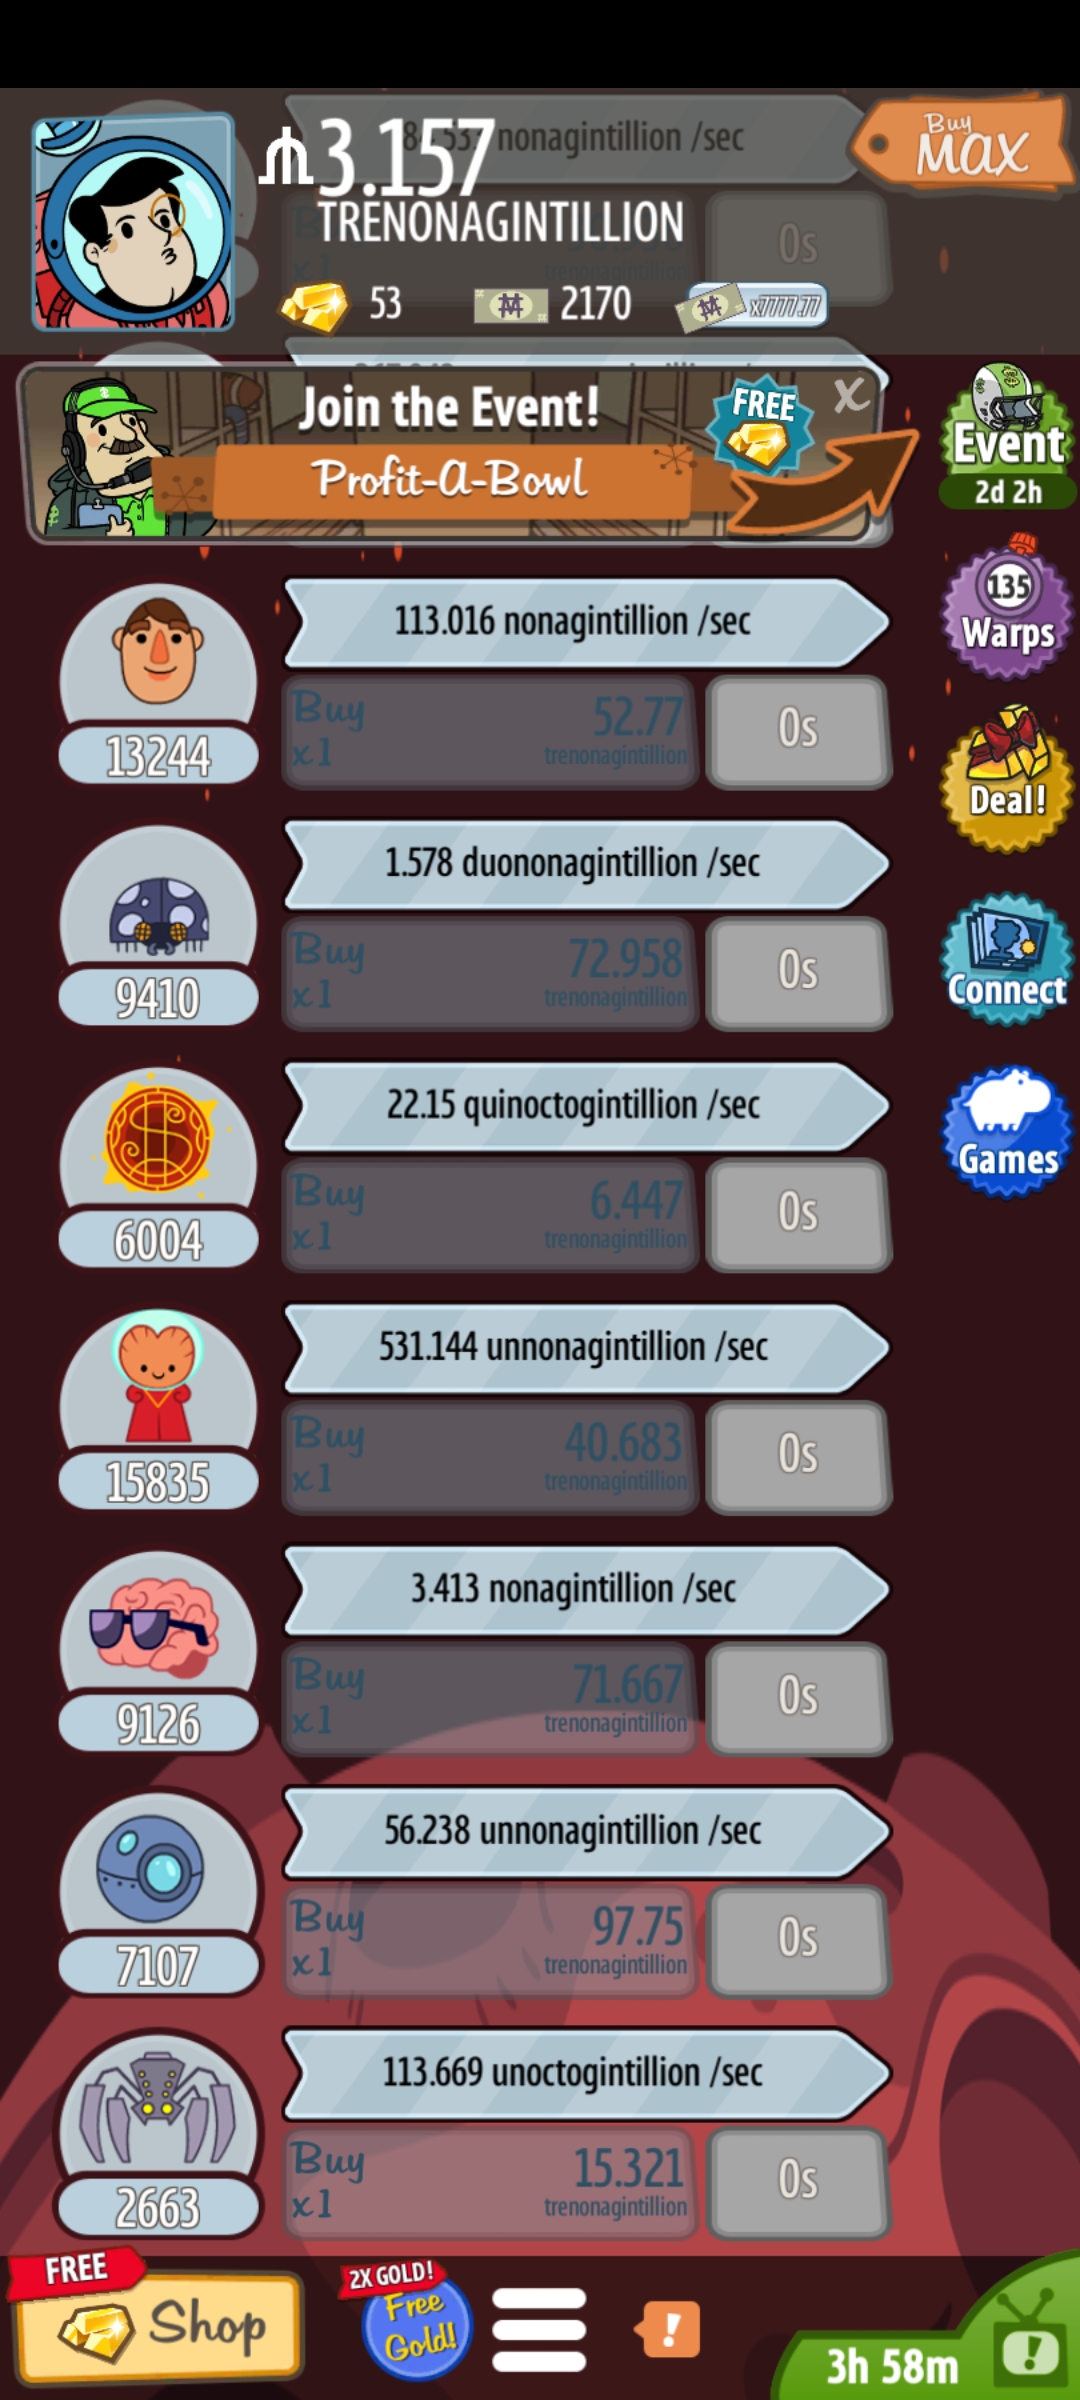 3.157
nonagintillion /sec
Buy
MAX
TRENONAGINTILLION
0s
53
2170
x7777.77
Join the Event!
FREE
X
Profit-A-Bowl
Event
2d 2h
113.016 nonagintillion /sec
135
Warps
Buy
x1
52.77
trenonagintillion
0s
13244
Deal!
1.578 duononagintillion /sec
Buy
x1
72.958
trenonagintillion
0s
9410
Connect
22.15 quinoctogintillion /sec
Games
Buy
x1
6.447
trenonagintillion
0s
6004
531.144 unnonagintillion /sec
Buy
x1
40.683
trenonagintillion
0s
15835
3.413 nonagintillion /sec
Buy
x1
71.667
trenonagintillion
0s
9126
56.238 unnonagintillion /sec
Buy
x1
97.75
trenonagintillion
0s
7107
113.669 unoctogintillion /sec
Buy
x1
15.321
trenonagintillion
0s
2663
FREE
Shop
2X GOLD!
Free
Gold!
!
3h 58m
!